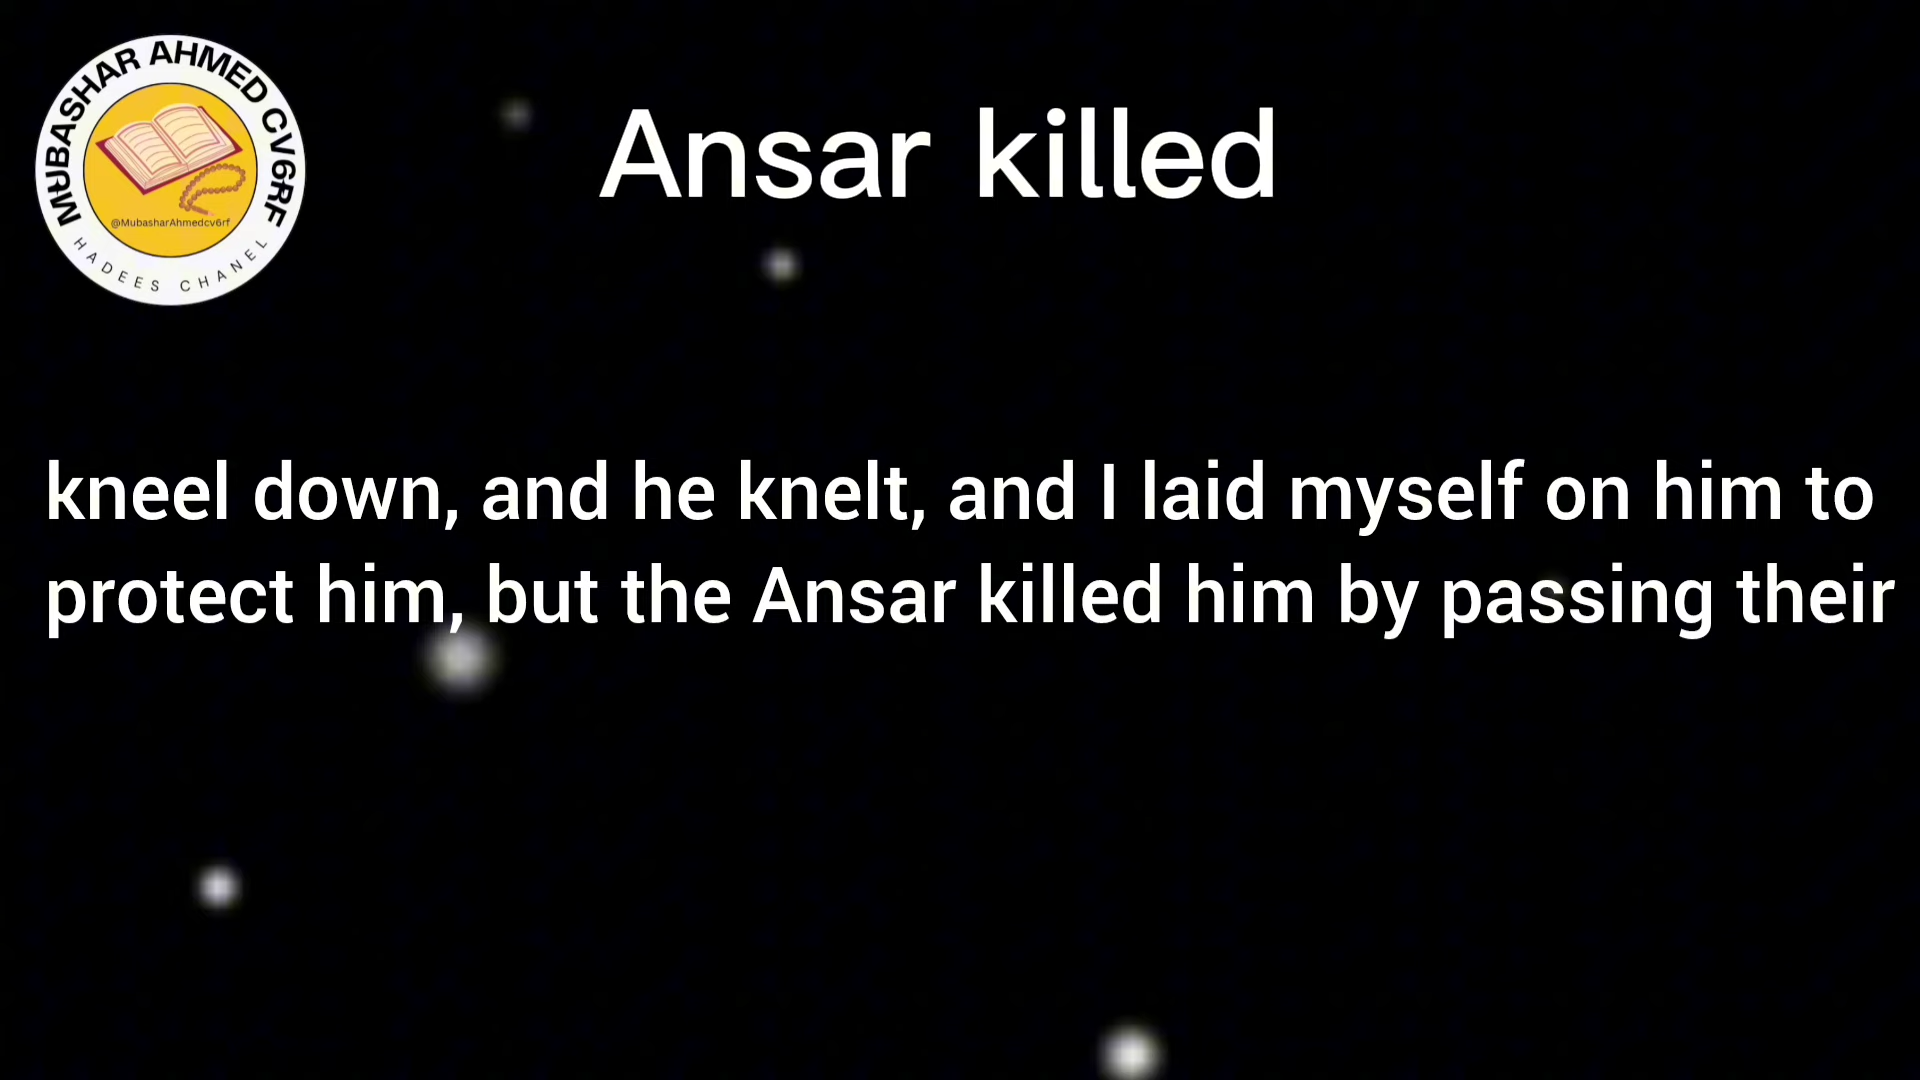 MUBASHAR AHMED CV6RF
@MubasharAhmedcv6rf
HADEES CHANEL
Ansar killed
kneel down, and he knelt, and I laid myself on him to
protect him, but the Ansar killed him by passing their